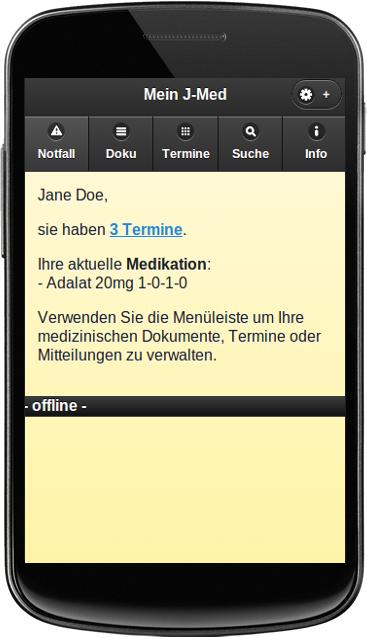 Mein J-Med
+
Notfall Doku Termine Suche Info
Jane Doe,
sie haben 3 Termine.
Ihre aktuelle Medikation:
- Adalat 20mg 1-0-1-0
Verwenden Sie die Menüleiste um Ihre
medizinischen Dokumente, Termine oder
Mitteilungen zu verwalten.
- offline -